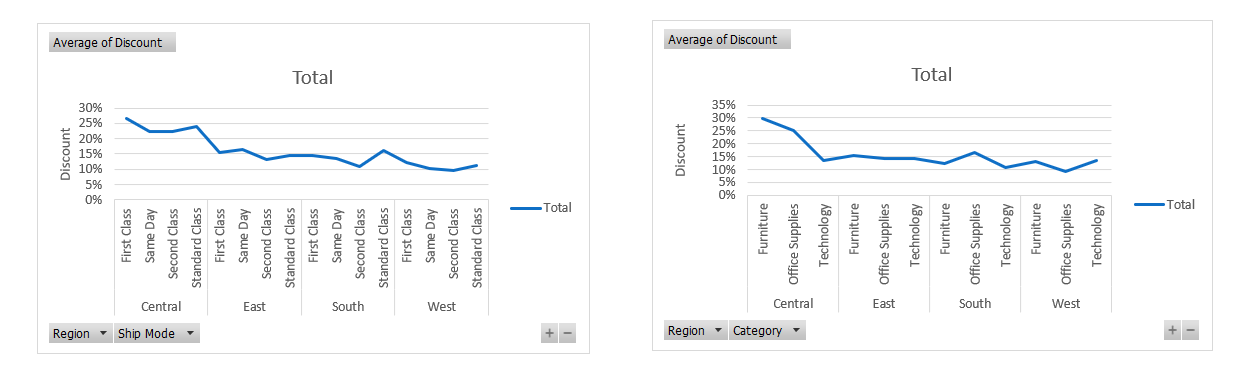 Average of Discount
Total
30%
25%
20%
15%
10%
5%
0%
Discount
First Class
Same Day
Second Class
Standard Class
First Class
Same Day
Second Class
Standard Class
First Class
Same Day
Second Class
Standard Class
First Class
Same Day
Second Class
Standard Class
Central
East
South
West
Total
Region
Ship Mode
Average of Discount
Total
35%
30%
25%
20%
15%
10%
5%
0%
Discount
Furniture
Office Supplies
Technology
Furniture
Office Supplies
Technology
Furniture
Office Supplies
Technology
Furniture
Office Supplies
Technology
Central
East
South
West
Total
Region
Category